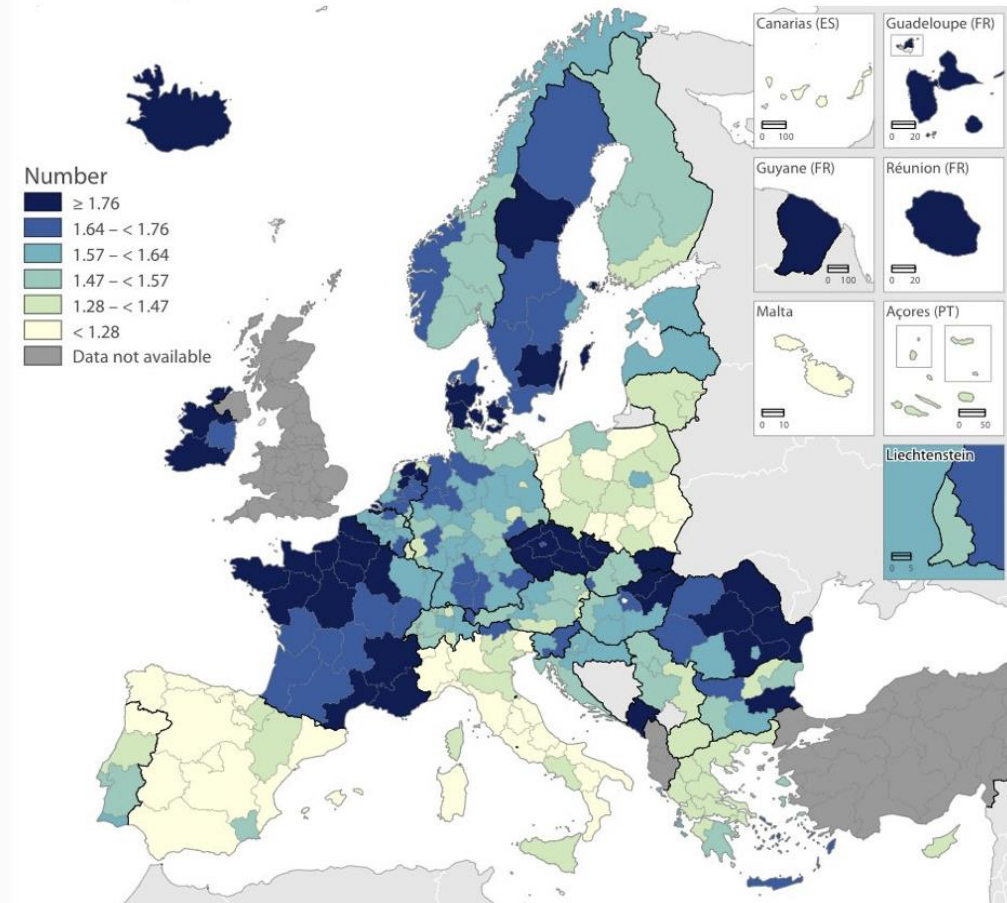 Number
≥ 1.76
1.64 – < 1.76
1.57 – < 1.64
1.47 – < 1.57
1.28 – < 1.47
< 1.28
Data not available
Canarias (ES)
0 100
Guadeloupe (FR)
0 20
Guyane (FR)
0 100
Réunion (FR)
0 20
Malta
0 10
Açores (PT)
0 50
Liechtenstein
0 5